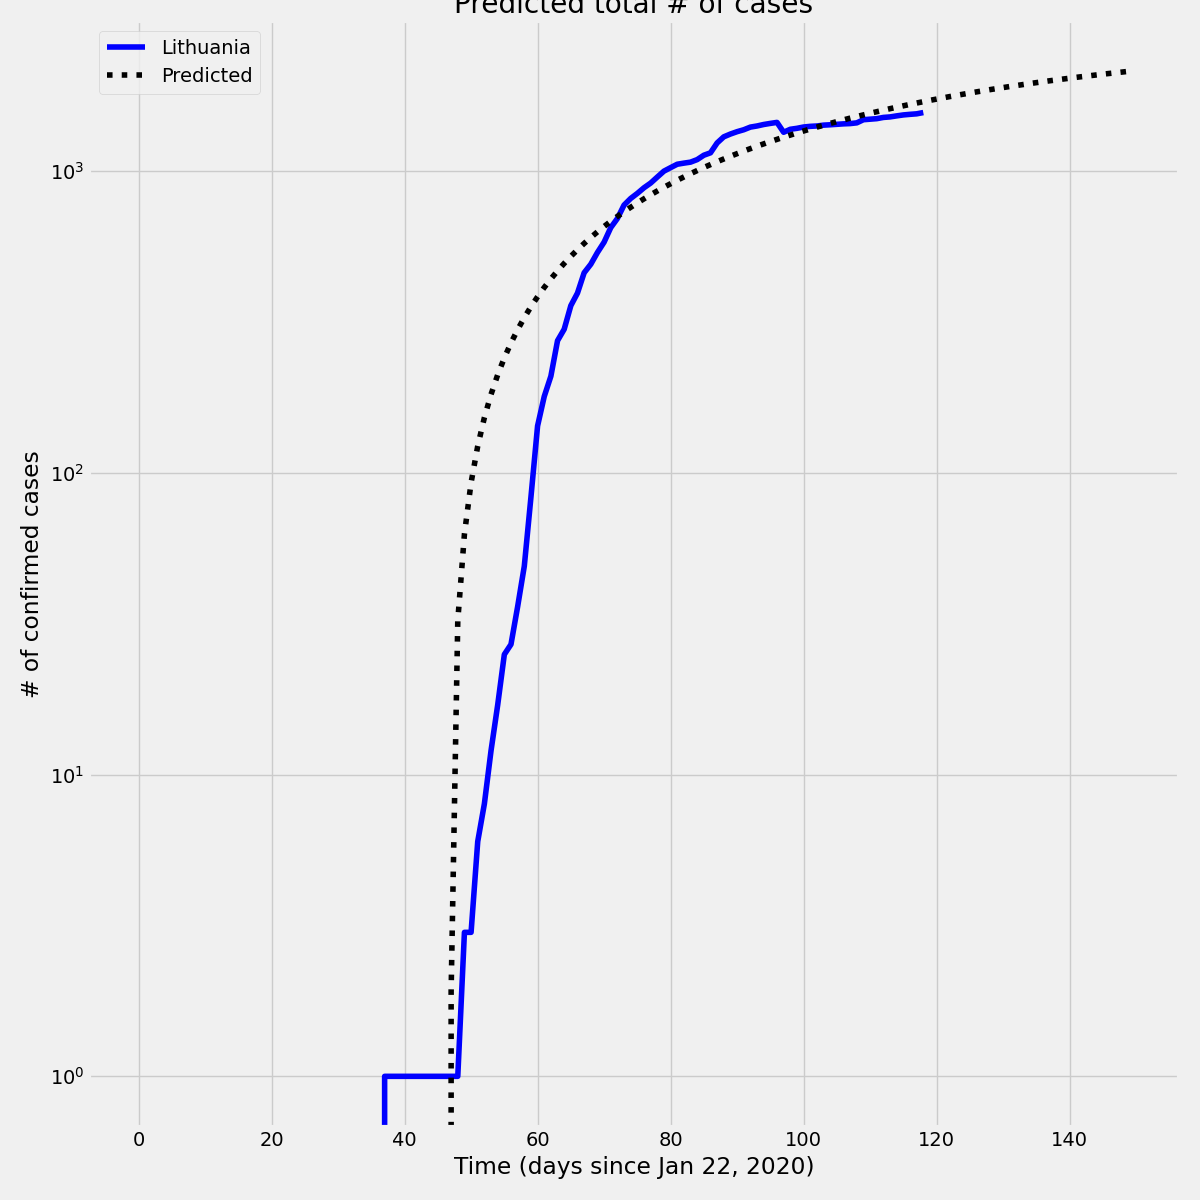 Predicted total # of cases
Lithuania
Predicted
10³
10²
10¹
10⁰
# of confirmed cases
0 20 40 60 80 100 120 140
Time (days since Jan 22, 2020)